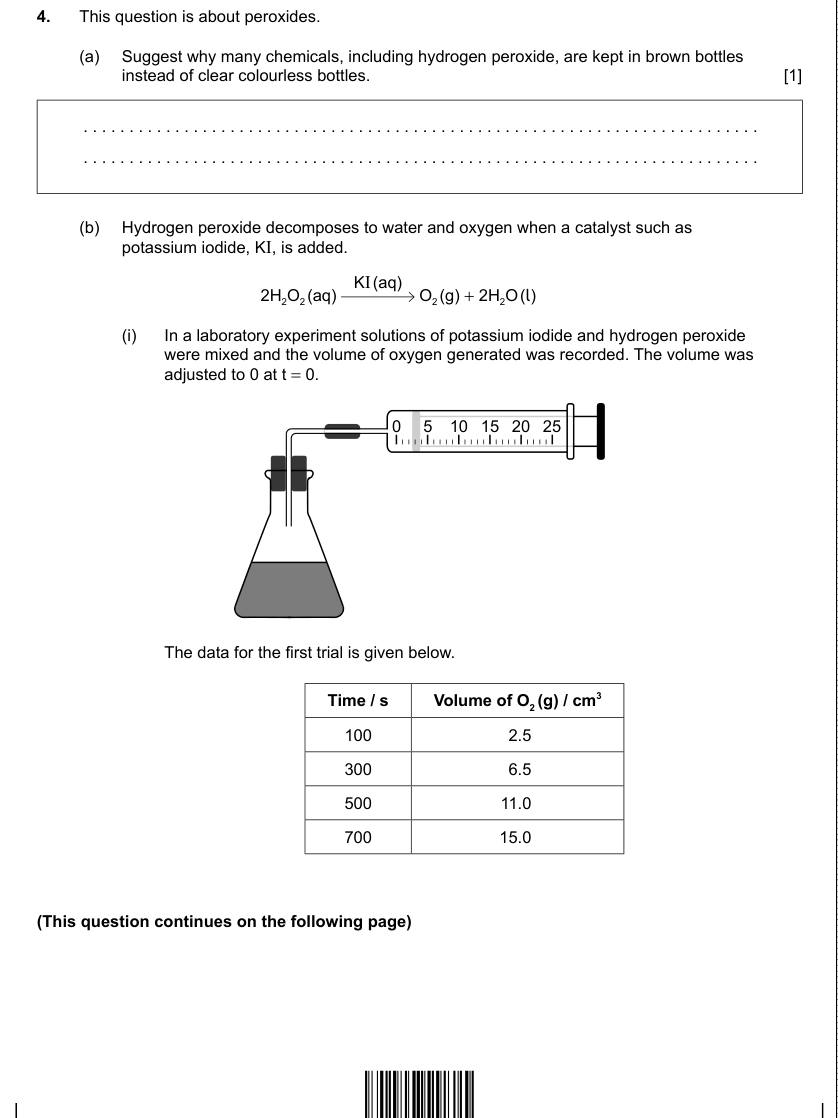 4. This question is about peroxides.
(a) Suggest why many chemicals, including hydrogen peroxide, are kept in brown bottles
instead of clear colourless bottles. [1]
(b) Hydrogen peroxide decomposes to water and oxygen when a catalyst such as
potassium iodide, KI, is added.
KI (aq)
2H₂O₂ (aq) → O₂ (g) + 2H₂O (l)
(i) In a laboratory experiment solutions of potassium iodide and hydrogen peroxide
were mixed and the volume of oxygen generated was recorded. The volume was
adjusted to 0 at t = 0.
0 5 10 15 20 25
The data for the first trial is given below.
Time / s Volume of O₂ (g) / cm³
100 2.5
300 6.5
500 11.0
700 15.0
(This question continues on the following page)